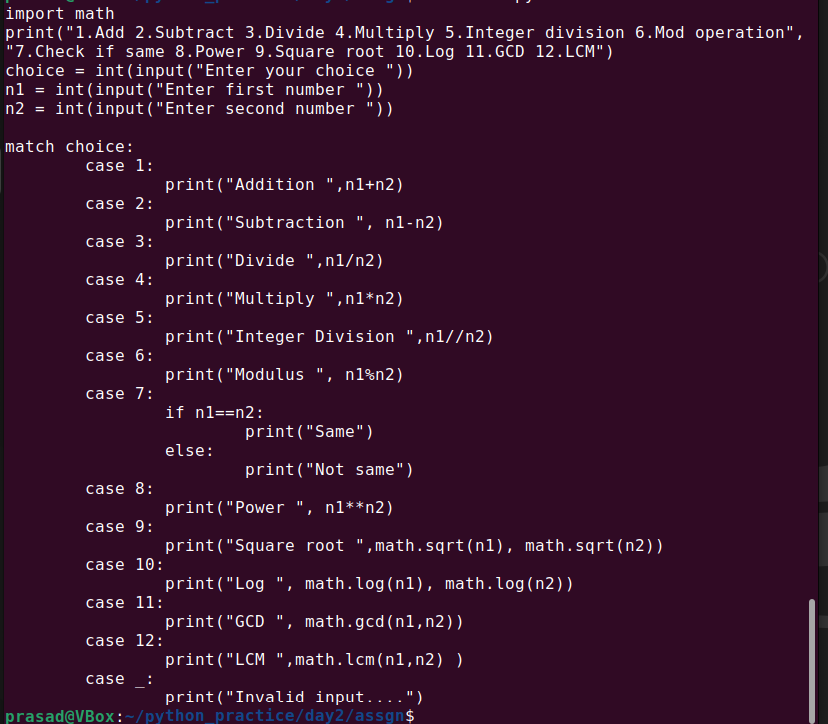 import math
print("1.Add 2.Subtract 3.Divide 4.Multiply 5.Integer division 6.Mod operation",
"7.Check if same 8.Power 9.Square root 10.Log 11.GCD 12.LCM")
choice = int(input("Enter your choice "))
n1 = int(input("Enter first number "))
n2 = int(input("Enter second number "))

match choice:
        case 1:
                print("Addition ",n1+n2)
        case 2:
                print("Subtraction ", n1-n2)
        case 3:
                print("Divide ",n1/n2)
        case 4:
                print("Multiply ",n1*n2)
        case 5:
                print("Integer Division ",n1//n2)
        case 6:
                print("Modulus ", n1%n2)
        case 7:
                if n1==n2:
                        print("Same")
                else:
                        print("Not same")
        case 8:
                print("Power ", n1**n2)
        case 9:
                print("Square root ",math.sqrt(n1), math.sqrt(n2))
        case 10:
                print("Log ", math.log(n1), math.log(n2))
        case 11:
                print("GCD ", math.gcd(n1,n2))
        case 12:
                print("LCM ",math.lcm(n1,n2) )
        case _:
                print("Invalid input....")
prasad@VBox:~/python_practice/day2/assgn$